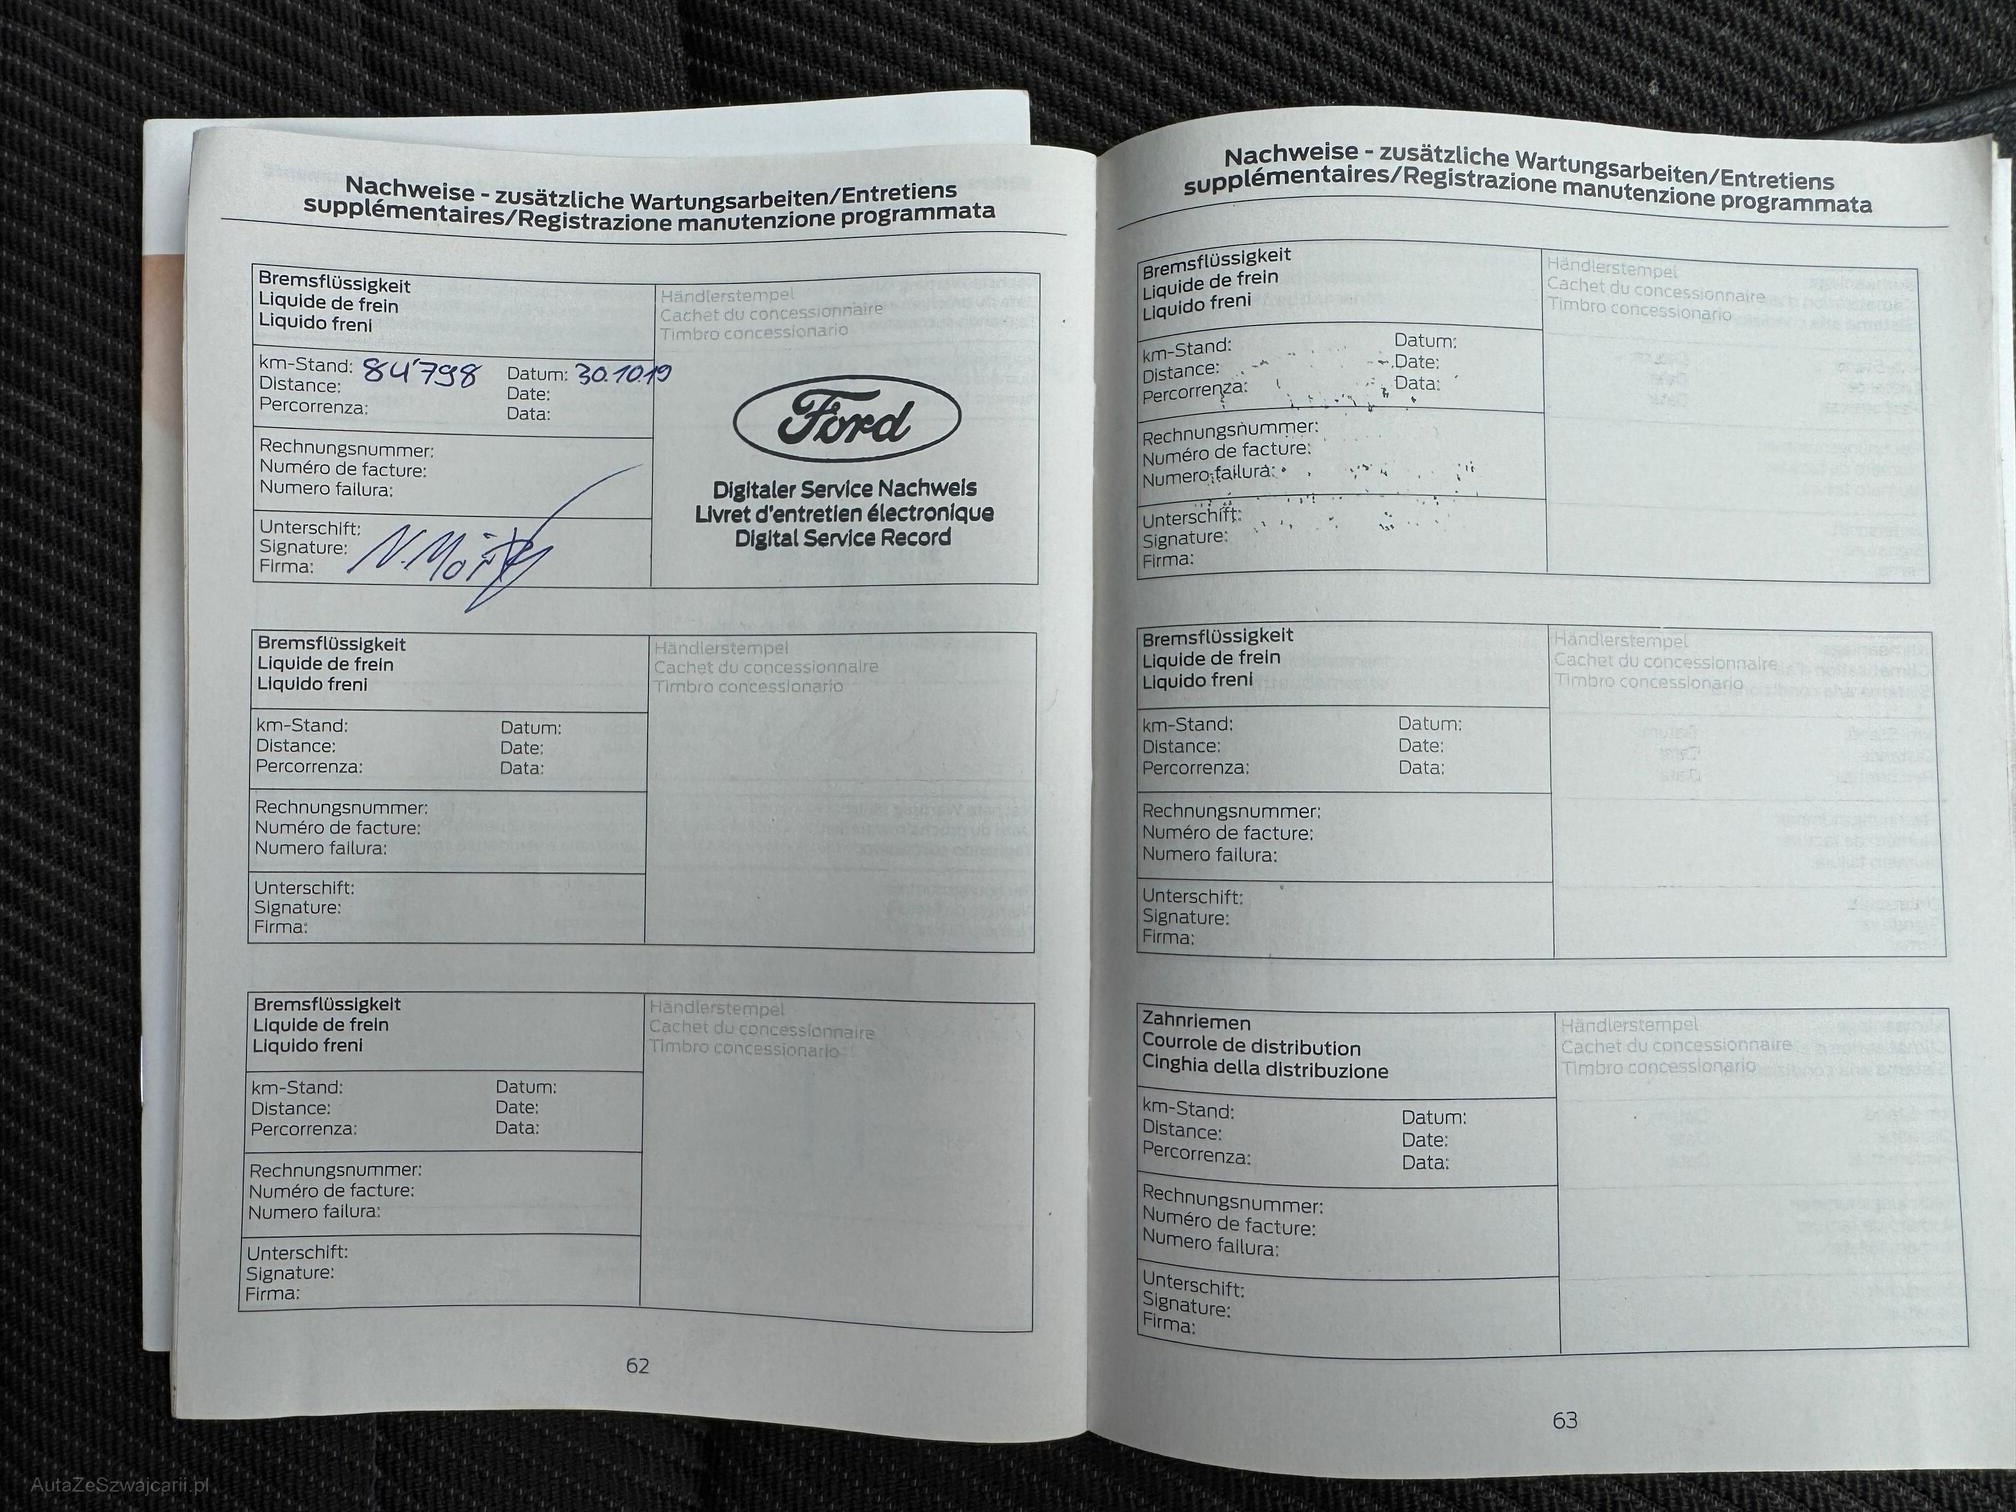 Nachweise - zusätzliche Wartungsarbeiten/Entretiens
supplémentaires/Registrazione manutenzione programmata
Bremsflüssigkeit
Liquide de frein
Liquido freni
Händlerstempel
Cachet du concessionnaire
Timbro concessionario
km-Stand: 84'798 Datum: 30.10.19
Distance: Date:
Percorrenza: Data:
Rechnungsnummer:
Numéro de facture:
Numero failura:
Unterschift:
Signature:
Firma:
Ford
Digitaler Service Nachweis
Livret d'entretien électronique
Digital Service Record
Bremsflüssigkeit
Liquide de frein
Liquido freni
Händlerstempel
Cachet du concessionnaire
Timbro concessionario
km-Stand: Datum:
Distance: Date:
Percorrenza: Data:
Rechnungsnummer:
Numéro de facture:
Numero failura:
Unterschift:
Signature:
Firma:
Bremsflüssigkeit
Liquide de frein
Liquido freni
Händlerstempel
Cachet du concessionnaire
Timbro concessionario
km-Stand: Datum:
Distance: Date:
Percorrenza: Data:
Rechnungsnummer:
Numéro de facture:
Numero failura:
Unterschift:
Signature:
Firma:
62
Nachweise - zusätzliche Wartungsarbeiten/Entretiens
supplémentaires/Registrazione manutenzione programmata
Bremsflüssigkeit
Liquide de frein
Liquido freni
Händlerstempel
Cachet du concessionnaire
Timbro concessionario
km-Stand: Datum:
Distance: Date:
Percorrenza: Data:
Rechnungsnummer:
Numéro de facture:
Numero failura:
Unterschift:
Signature:
Firma:
Bremsflüssigkeit
Liquide de frein
Liquido freni
Händlerstempel
Cachet du concessionnaire
Timbro concessionario
km-Stand: Datum:
Distance: Date:
Percorrenza: Data:
Rechnungsnummer:
Numéro de facture:
Numero failura:
Unterschift:
Signature:
Firma:
Zahnriemen
Courrole de distribution
Cinghia della distribuzione
Händlerstempel
Cachet du concessionnaire
Timbro concessionario
km-Stand: Datum:
Distance: Date:
Percorrenza: Data:
Rechnungsnummer:
Numéro de facture:
Numero failura:
Unterschift:
Signature:
Firma:
63
AutaZeSzwajcarii.pl